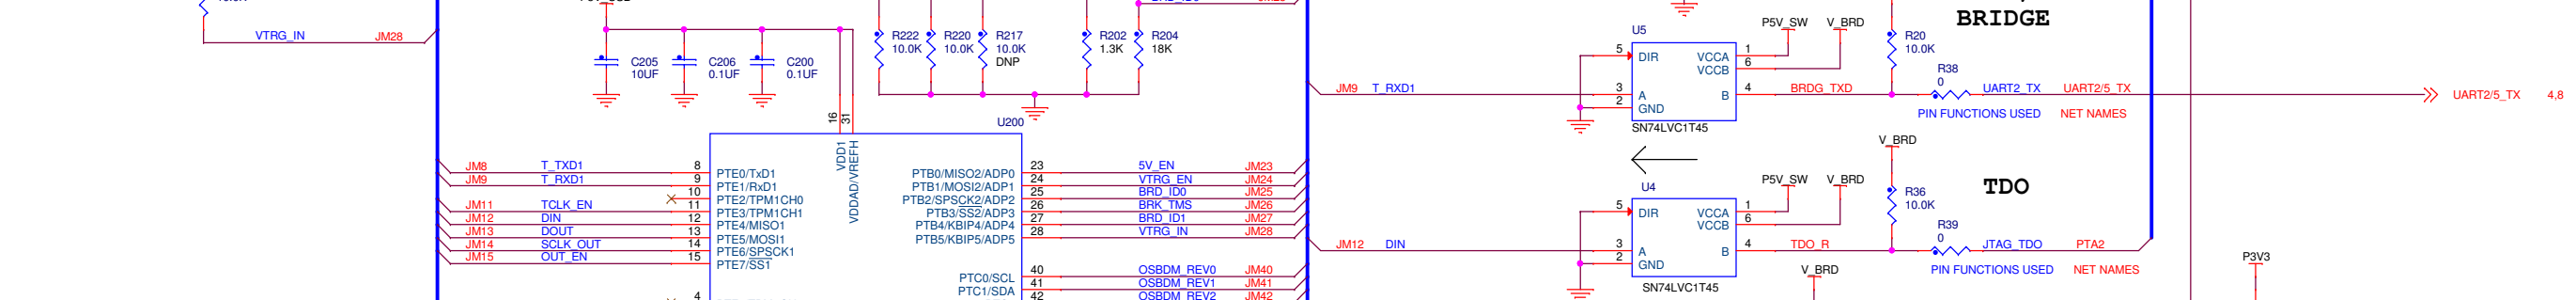 VTRG_IN JM28
C205
10UF
C206
0.1UF
C200
0.1UF
16
31
R222
10.0K
R220
10.0K
R217
10.0K
DNP
R202
1.3K
R204
18K
U200
VDD1
VDDAD/VREFH
JM8 T_TXD1 8 PTE0/TxD1
JM9 T_RXD1 9 PTE1/RxD1
10 PTE2/TPM1CH0
JM11 TCLK_EN 11 PTE3/TPM1CH1
JM12 DIN 12 PTE4/MISO1
JM13 DOUT 13 PTE5/MOSI1
JM14 SCLK_OUT 14 PTE6/SPSCK1
JM15 OUT_EN 15 PTE7/SS1
4
PTB0/MISO2/ADP0 23 5V_EN JM23
PTB1/MOSI2/ADP1 24 VTRG_EN JM24
PTB2/SPSCK2/ADP2 25 BRD_ID0 JM25
PTB3/SS2/ADP3 26 BRK_TMS JM26
PTB4/KBIP4/ADP4 27 BRD_ID1 JM27
PTB5/KBIP5/ADP5 28 VTRG_IN JM28
PTC0/SCL 40 OSBDM_REV0 JM40
PTC1/SDA 41 OSBDM_REV1 JM41
42 OSBDM_REV2 JM42
BRIDGE
U5
P5V_SW V_BRD
5 DIR VCCA 1
VCCB 6
R20
10.0K
R38
0
JM9 T_RXD1 3 A B 4 BRDG_TXD UART2_TX UART2/5_TX UART2/5_TX 4,8
2 GND
PIN FUNCTIONS USED NET NAMES
SN74LVC1T45
V_BRD
TDO
U4
P5V_SW V_BRD
5 DIR VCCA 1
VCCB 6
R36
10.0K
R39
0
JM12 DIN 3 A B 4 TDO_R JTAG_TDO PTA2
2 GND
PIN FUNCTIONS USED NET NAMES
SN74LVC1T45
V_BRD
P3V3